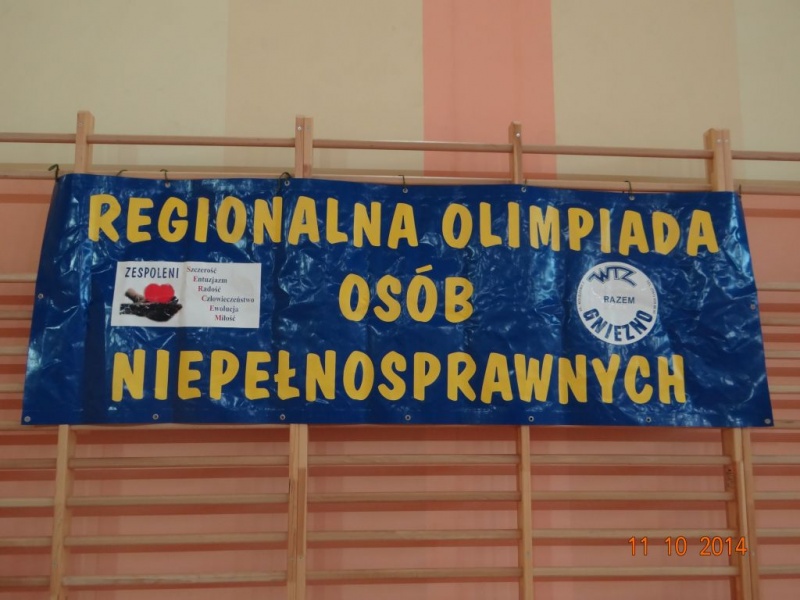 REGIONALNA OLIMPIADA
OSÓB
NIEPEŁNOSPRAWNYCH
ZESPOLENI
Szczerość
Entuzjazm
Radość
Człowieczeństwo
Ewolucja
Miłość
WTZ
RAZEM
GNIEZNO
11 10 2014